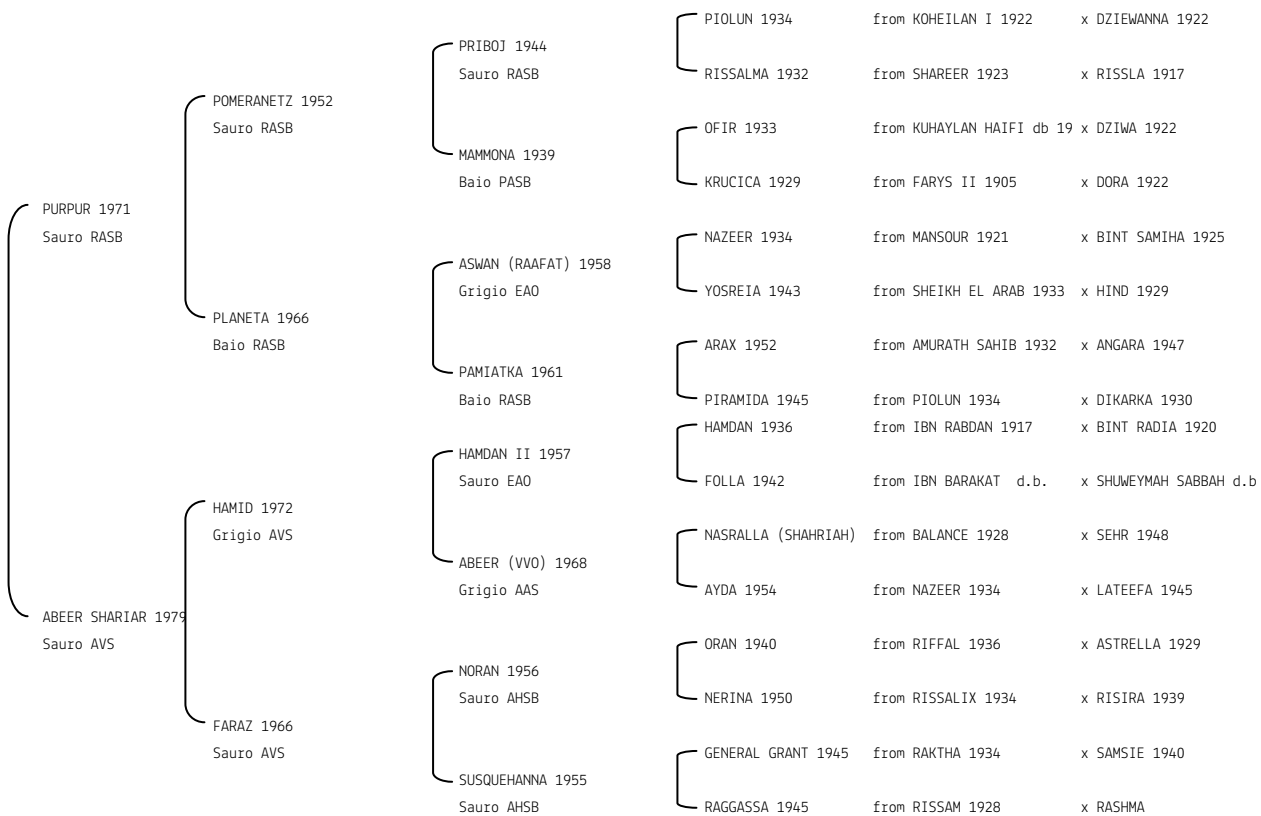 PIOLUN 1934 from KOHEILAN I 1922 x DZIEWANNA 1922
PRIBOJ 1944
Sauro RASB RISSALMA 1932 from SHAREER 1923 x RISSLA 1917
POMERANETZ 1952
Sauro RASB OFIR 1933 from KUHAYLAN HAIFI db 19 x DZIWA 1922
MAMMONA 1939
Baio PASB KRUCICA 1929 from FARYS II 1905 x DORA 1922
PURPUR 1971
Sauro RASB NAZEER 1934 from MANSOUR 1921 x BINT SAMIHA 1925
ASWAN (RAAFAT) 1958
Grigio EAO YOSREIA 1943 from SHEIKH EL ARAB 1933 x HIND 1929
PLANETA 1966
Baio RASB ARAX 1952 from AMURATH SAHIB 1932 x ANGARA 1947
PAMIATKA 1961
Baio RASB PIRAMIDA 1945 from PIOLUN 1934 x DIKARKA 1930
HAMDAN 1936 from IBN RABDAN 1917 x BINT RADIA 1920
HAMDAN II 1957
Sauro EAO FOLLA 1942 from IBN BARAKAT d.b. x SHUWEYMAH SABBAH d.b
HAMID 1972
Grigio AVS NASRALLA (SHAHRIAH) from BALANCE 1928 x SEHR 1948
ABEER (VVO) 1968
Grigio AAS AYDA 1954 from NAZEER 1934 x LATEEFA 1945
ABEER SHARIAR 1979
Sauro AVS ORAN 1940 from RIFFAL 1936 x ASTRELLA 1929
NORAN 1956
Sauro AHSB NERINA 1950 from RISSALIX 1934 x RISIRA 1939
FARAZ 1966
Sauro AVS GENERAL GRANT 1945 from RAKTHA 1934 x SAMSIE 1940
SUSQUEHANNA 1955
Sauro AHSB RAGGASSA 1945 from RISSAM 1928 x RASHMA